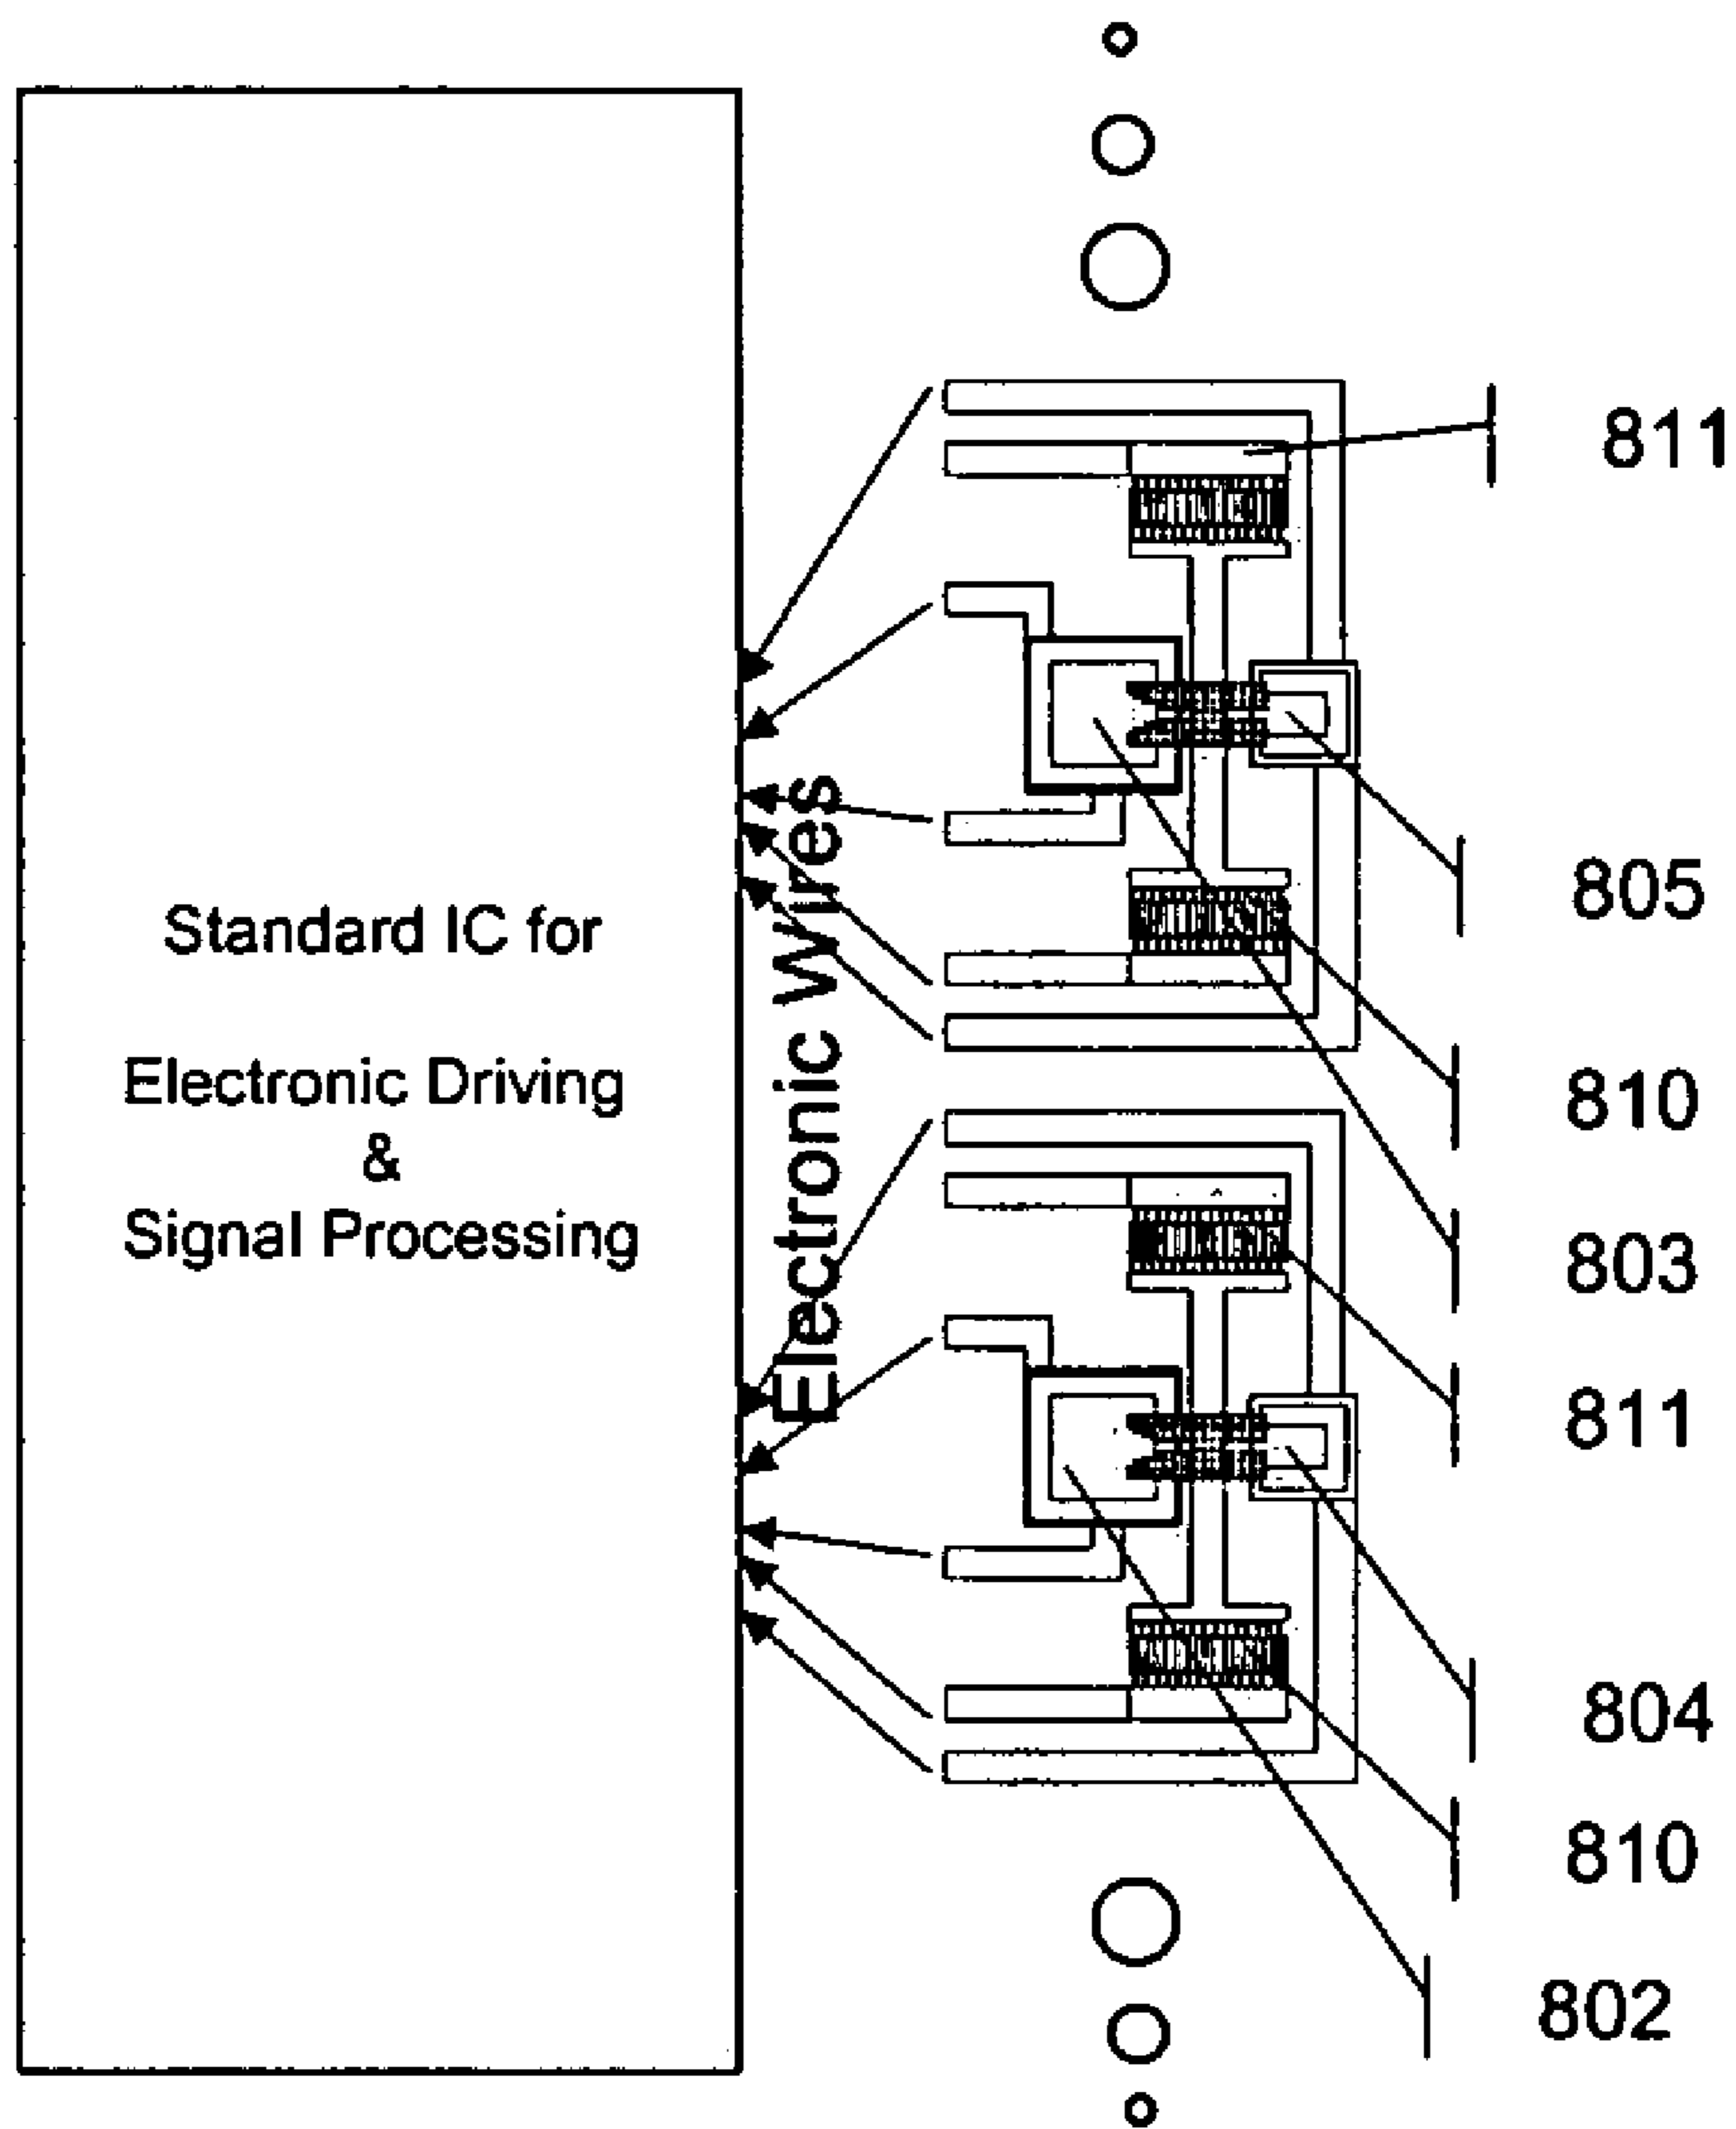 Standard IC for
Electronic Driving
&
Signal Processing
Electronic Wires
811
805
810
803
811
804
810
802